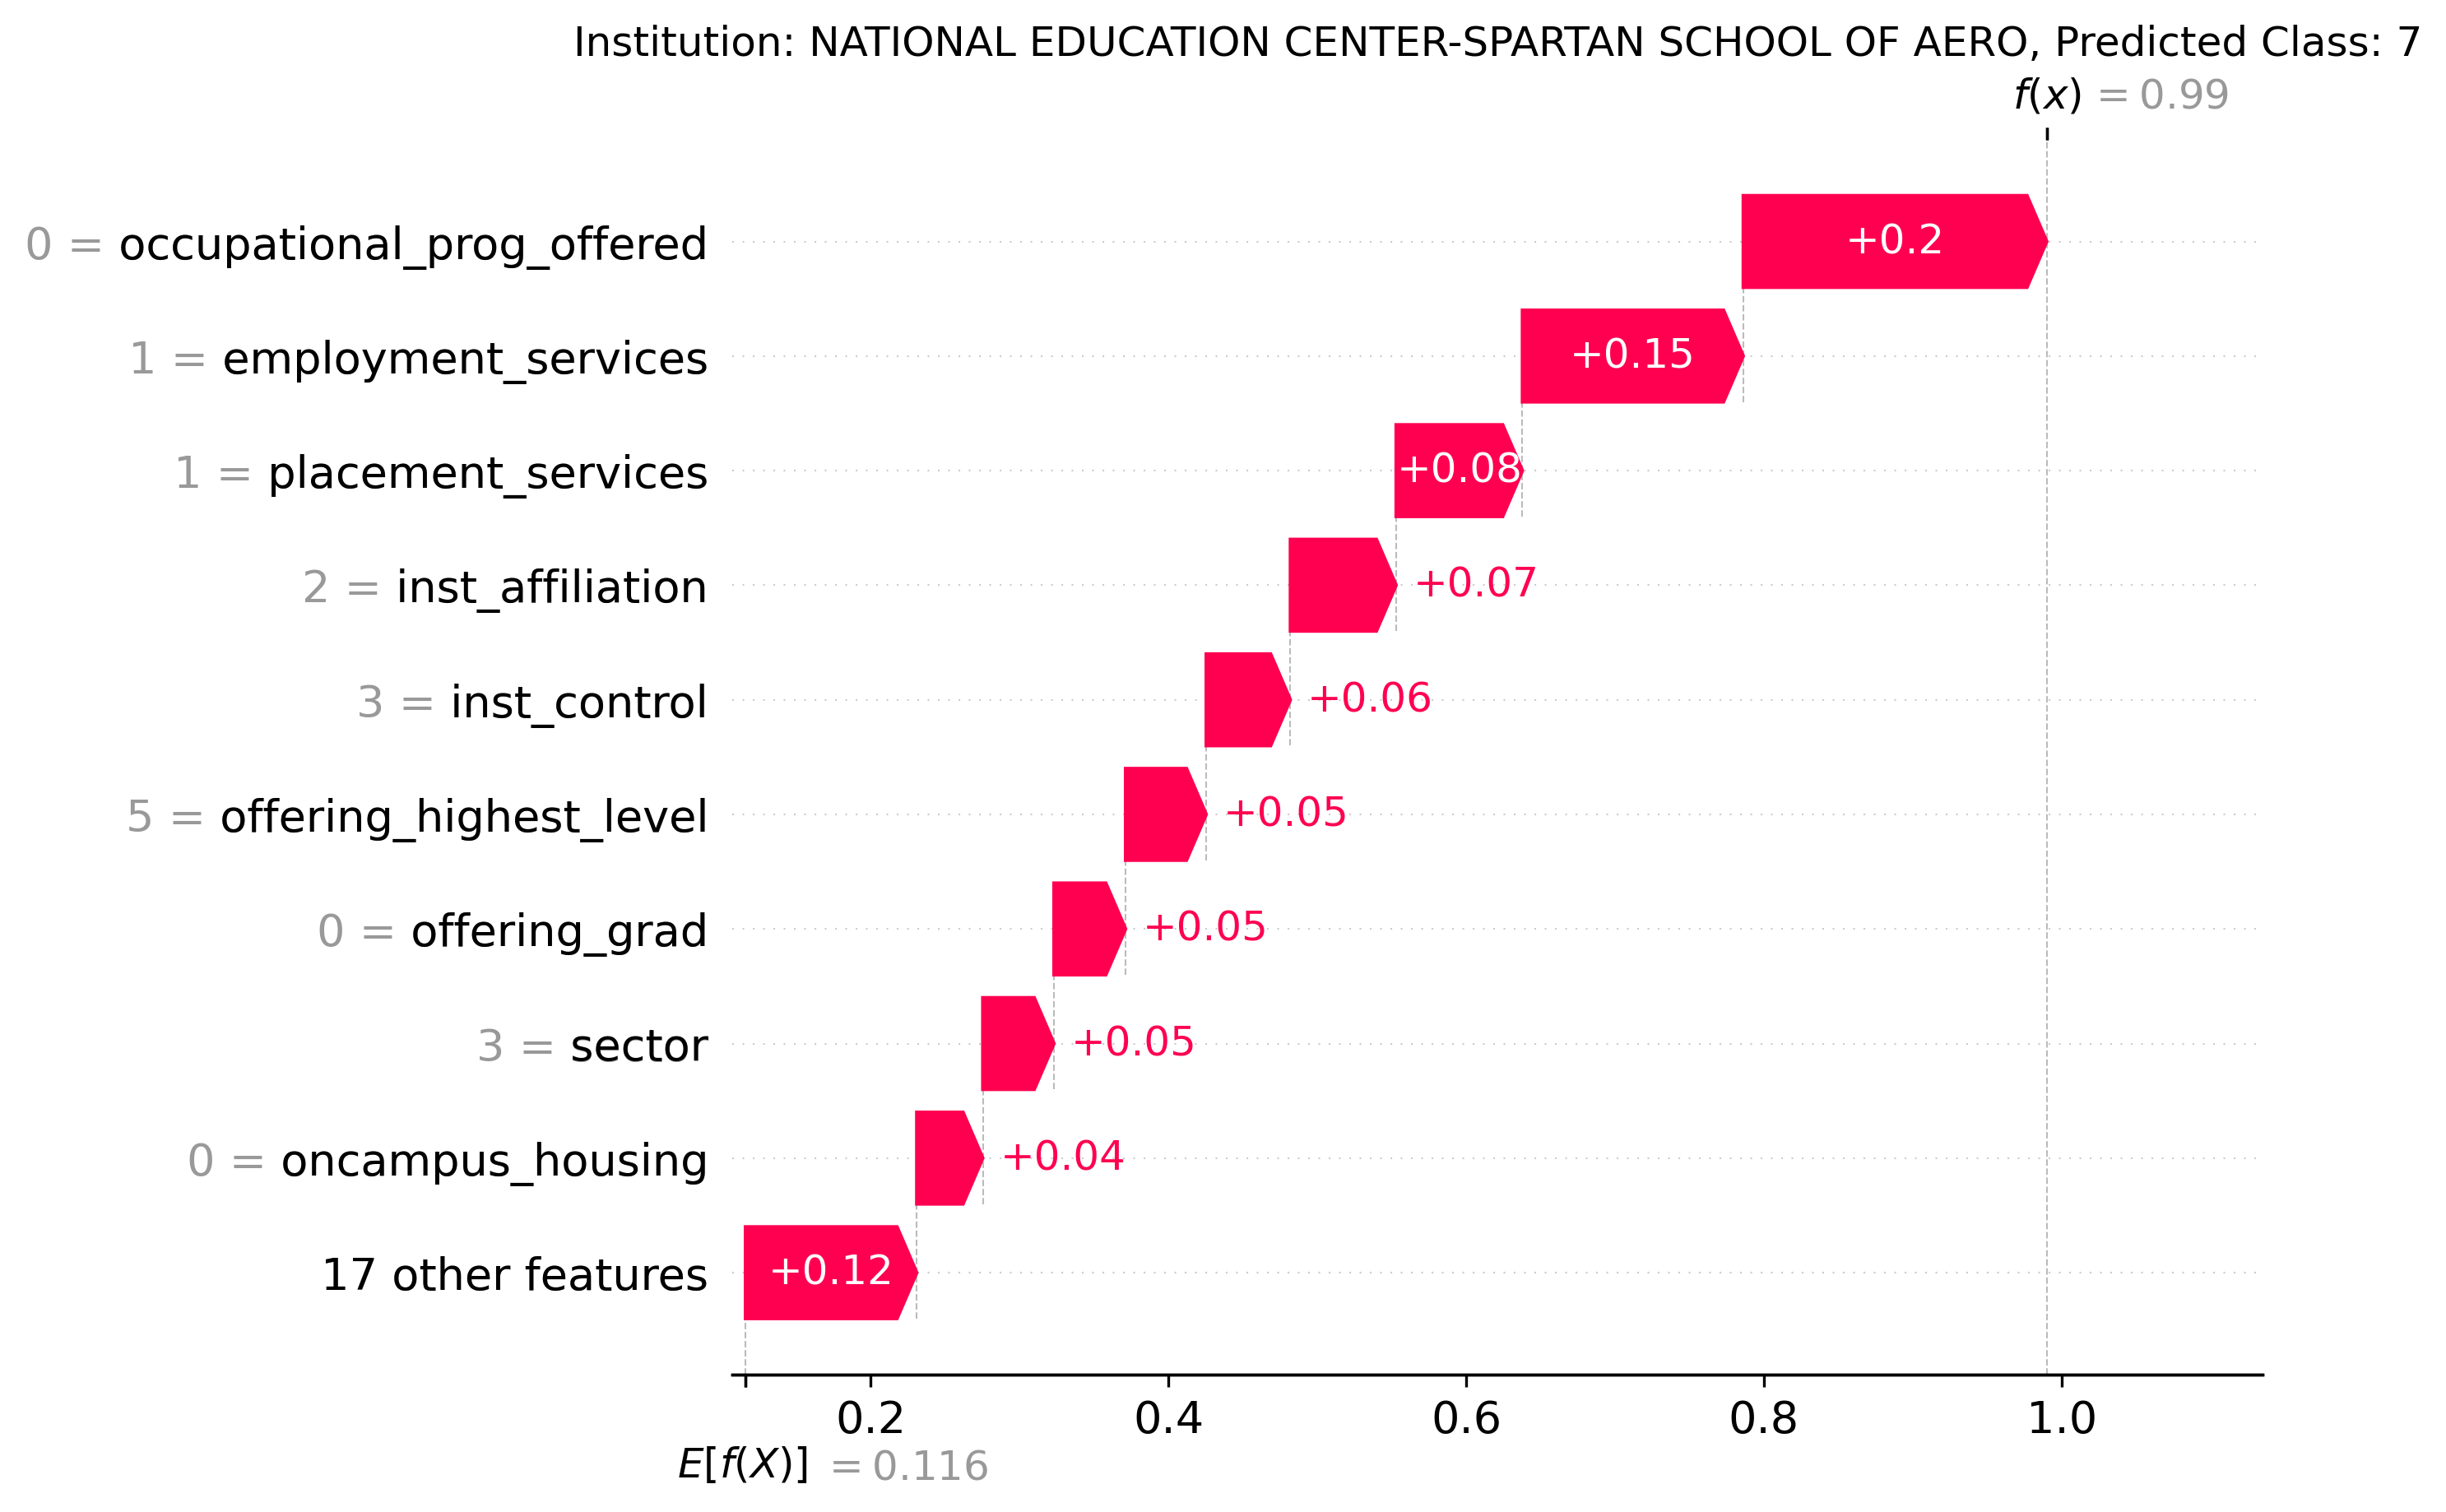 Institution: NATIONAL EDUCATION CENTER-SPARTAN SCHOOL OF AERO, Predicted Class: 7
f(x) = 0.99
0 = occupational_prog_offered +0.2
1 = employment_services +0.15
1 = placement_services +0.08
2 = inst_affiliation +0.07
3 = inst_control +0.06
5 = offering_highest_level +0.05
0 = offering_grad +0.05
3 = sector +0.05
0 = oncampus_housing +0.04
17 other features +0.12
0.2 0.4 0.6 0.8 1.0
E[f(X)] = 0.116